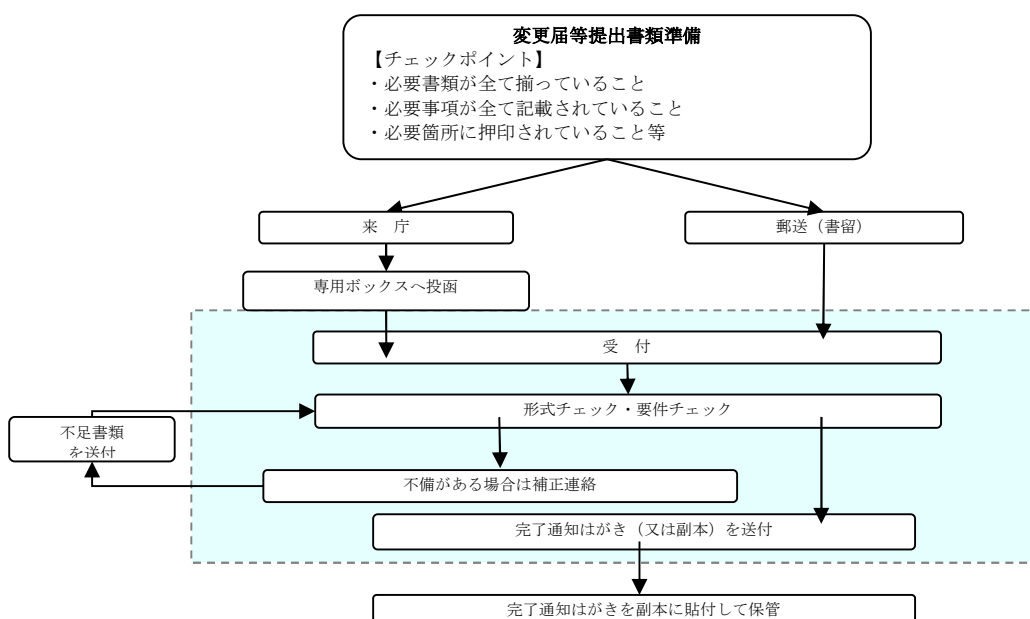 変更届等提出書類準備
【チェックポイント】
・必要書類が全て揃っていること
・必要事項が全て記載されていること
・必要箇所に押印されていること等
来　庁
郵送（書留）
専用ボックスへ投函
受　付
形式チェック・要件チェック
不足書類
を送付
不備がある場合は補正連絡
完了通知はがき（又は副本）を送付
完了通知はがきを副本に貼付して保管